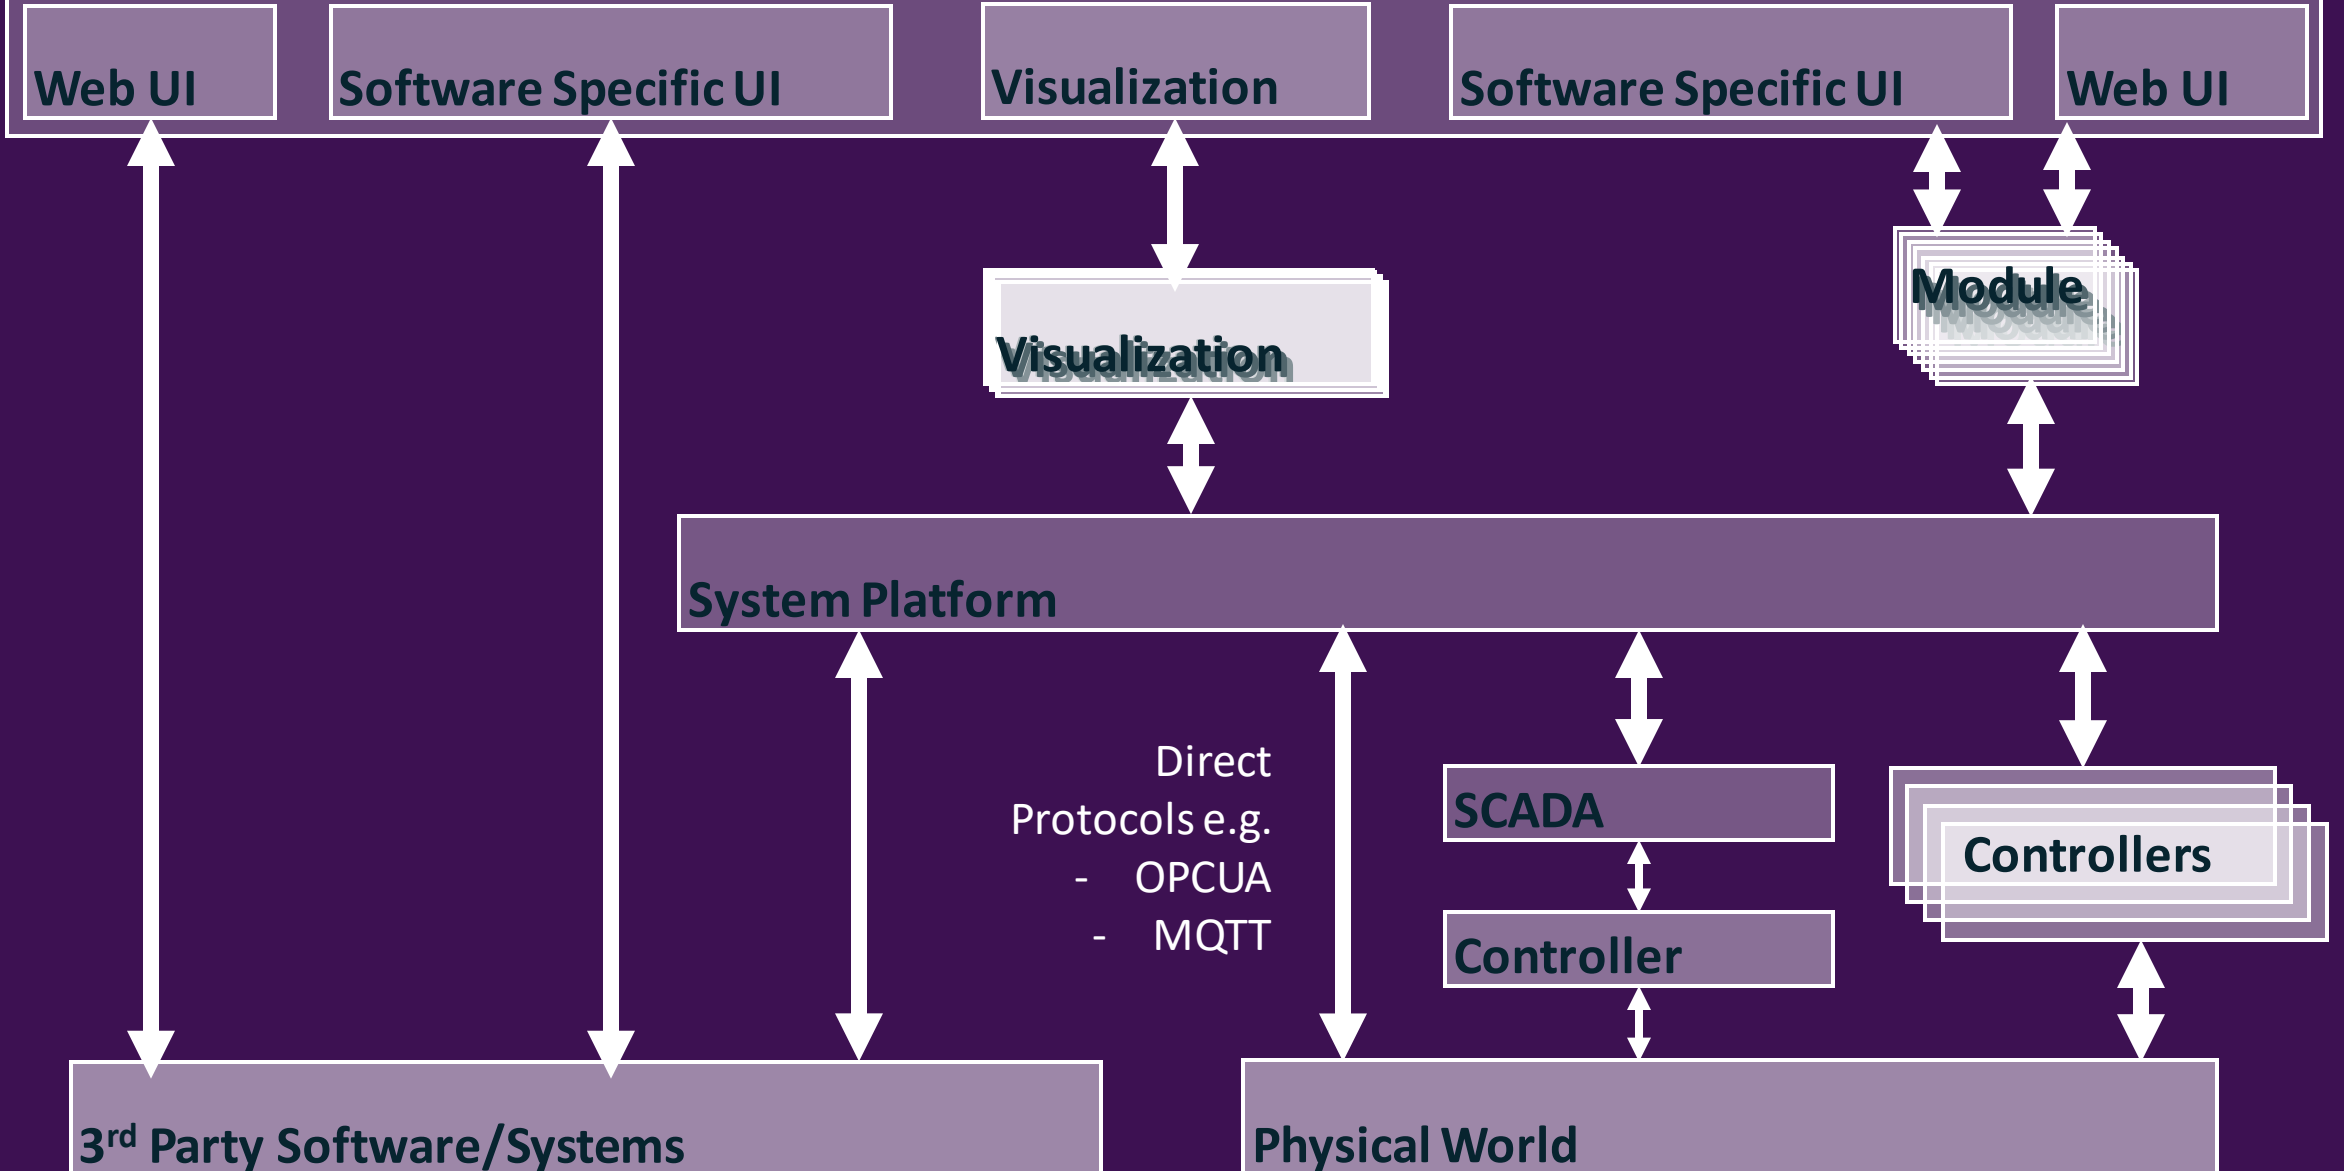 Web UI
Software Specific UI
Visualization
Software Specific UI
Web UI
Module
Visualization
System Platform
Direct
Protocols e.g.
- OPCUA
- MQTT
SCADA
Controllers
Controller
3rd Party Software/Systems
Physical World